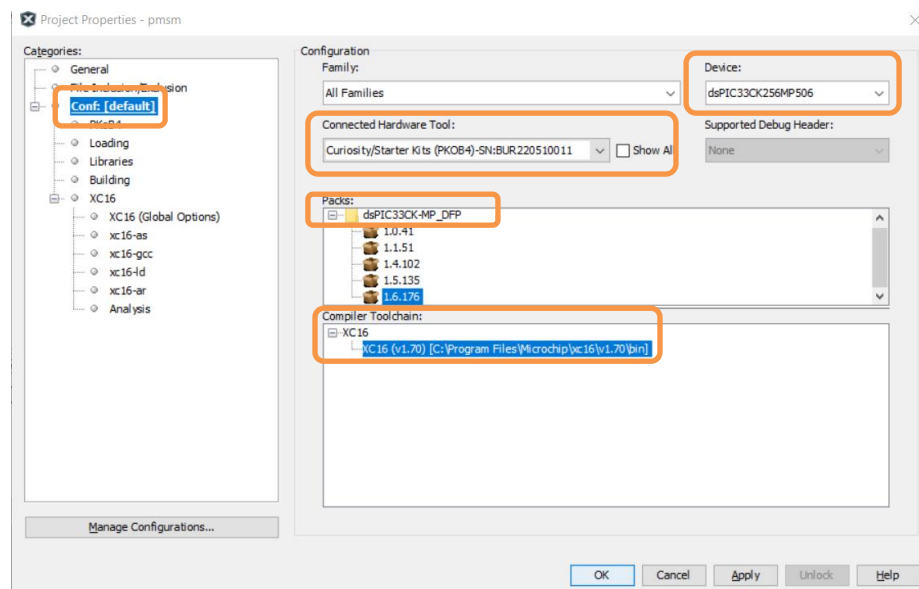 Project Properties - pmsm
Categories:
General
File Inclusion/Exclusion
Conf: [default]
PKoB4
Loading
Libraries
Building
XC16
XC16 (Global Options)
xc16-as
xc16-gcc
xc16-ld
xc16-ar
Analysis
Manage Configurations...
Configuration
Family:
All Families
Device:
dsPIC33CK256MP506
Connected Hardware Tool:
Curiosity/Starter Kits (PKOB4)-SN:BUR220510011
Show All
Supported Debug Header:
None
Packs:
dsPIC33CK-MP_DFP
1.0.41
1.1.51
1.4.102
1.5.135
1.6.176
Compiler Toolchain:
XC16
XC16 (v1.70) [C:\Program Files\Microchip\xc16\v1.70\bin]
OK
Cancel
Apply
Unlock
Help